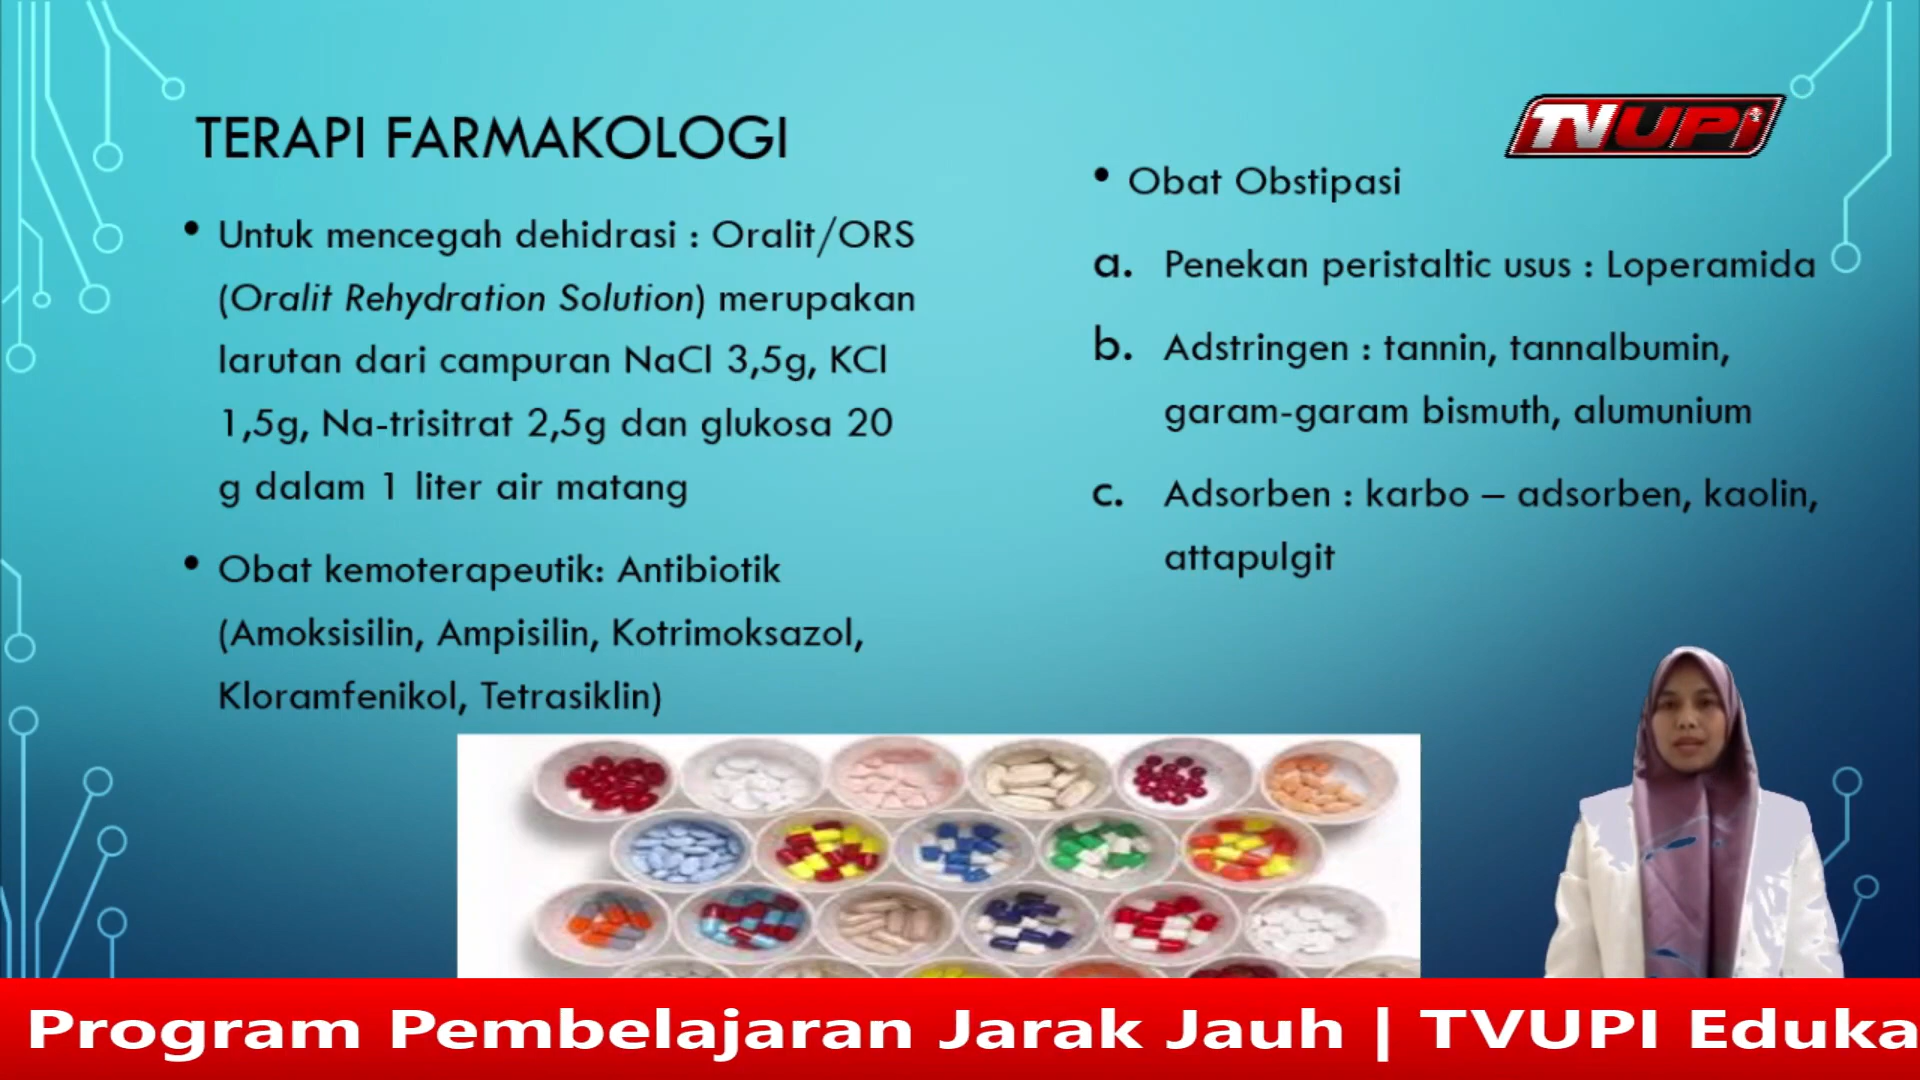 TERAPI FARMAKOLOGI
• Untuk mencegah dehidrasi : Oralit/ORS
(Oralit Rehydration Solution) merupakan
larutan dari campuran NaCl 3,5g, KCl
1,5g, Na-trisitrat 2,5g dan glukosa 20
g dalam 1 liter air matang
• Obat kemoterapeutik: Antibiotik
(Amoksisilin, Ampisilin, Kotrimoksazol,
Kloramfenikol, Tetrasiklin)
TVUPI
• Obat Obstipasi
a. Penekan peristaltic usus : Loperamida
b. Adstringen : tannin, tannalbumin,
garam-garam bismuth, alumunium
c. Adsorben : karbo – adsorben, kaolin,
attapulgit
Program Pembelajaran Jarak Jauh | TVUPI Eduka